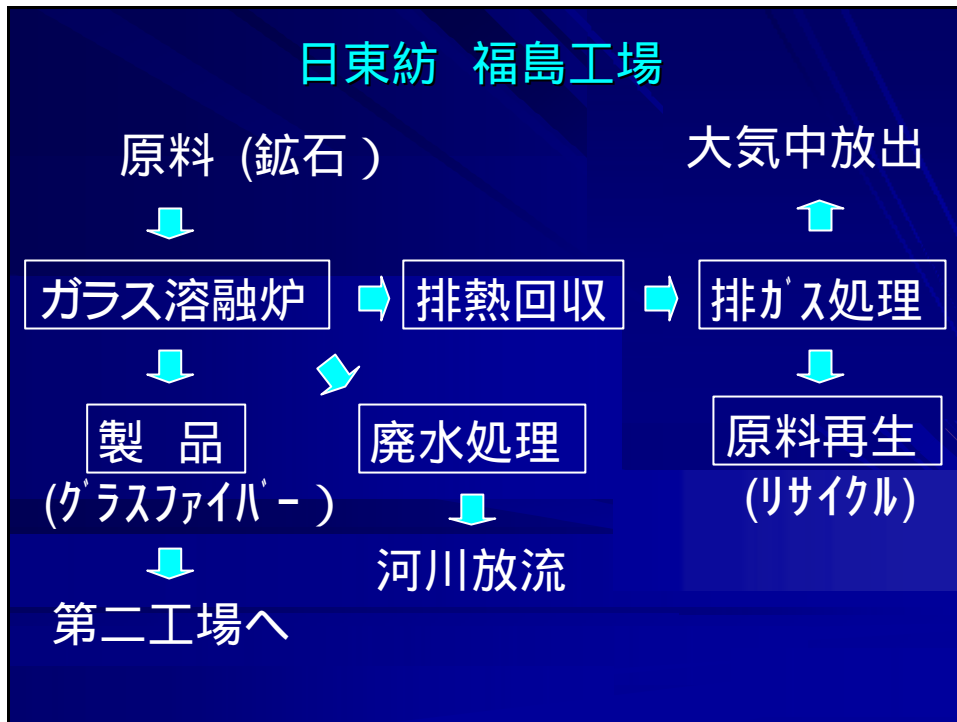 日東紡 福島工場
原料 (鉱石)
大気中放出
ガラス溶融炉
排熱回収
排ｶﾞｽ処理
製 品
(ｸﾞﾗｽﾌｧｲﾊﾞｰ)
廃水処理
原料再生
(ﾘｻｲｸﾙ)
河川放流
第二工場へ